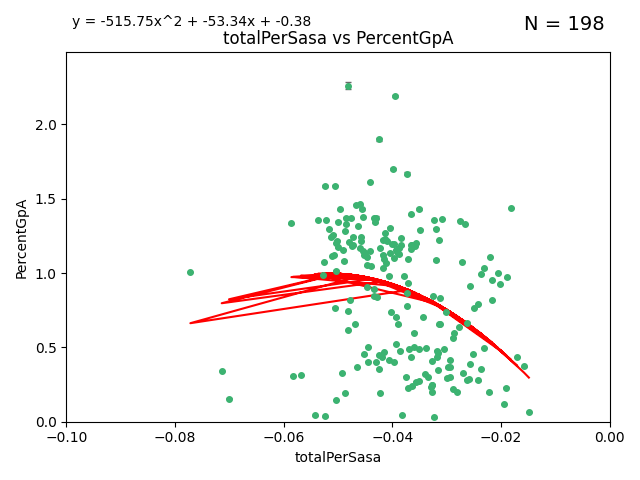 y = -515.75x^2 + -53.34x + -0.38
N = 198
totalPerSasa vs PercentGpA
PercentGpA
2.0
1.5
1.0
0.5
0.0
−0.10
−0.08
−0.06
−0.04
−0.02
0.00
totalPerSasa